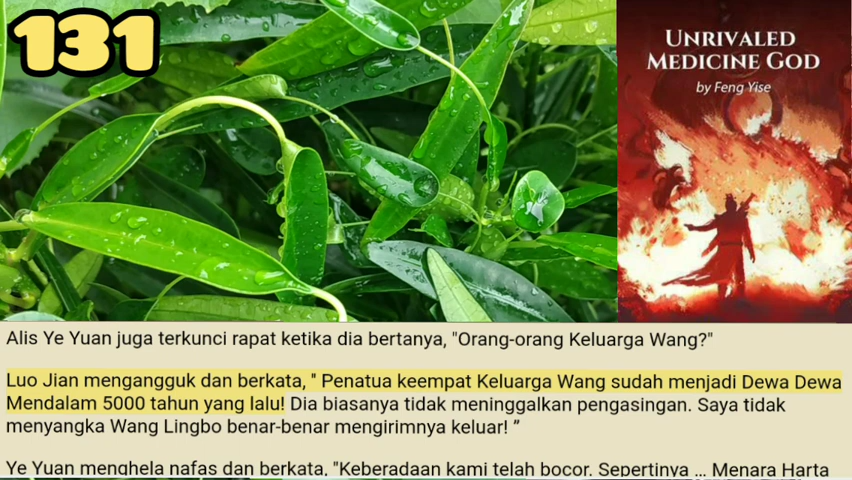 131
UNRIVALED
MEDICINE GOD
by Feng Yise
Alis Ye Yuan juga terkunci rapat ketika dia bertanya, "Orang-orang Keluarga Wang?"
Luo Jian mengangguk dan berkata, " Penatua keempat Keluarga Wang sudah menjadi Dewa Dewa
Mendalam 5000 tahun yang lalu! Dia biasanya tidak meninggalkan pengasingan. Saya tidak
menyangka Wang Lingbo benar-benar mengirimnya keluar! ”
Ye Yuan menghela nafas dan berkata, "Keberadaan kami telah bocor. Sepertinya ... Menara Harta